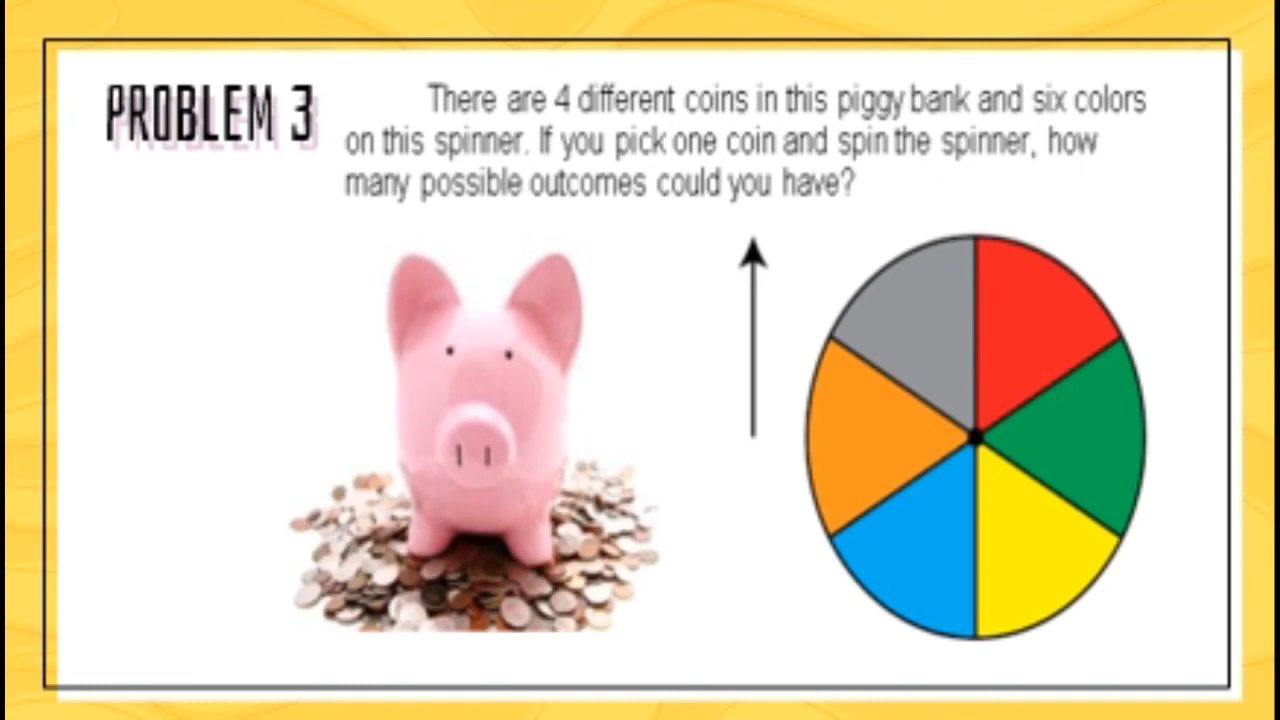 PROBLEM 3
There are 4 different coins in this piggy bank and six colors
on this spinner. If you pick one coin and spin the spinner, how
many possible outcomes could you have?